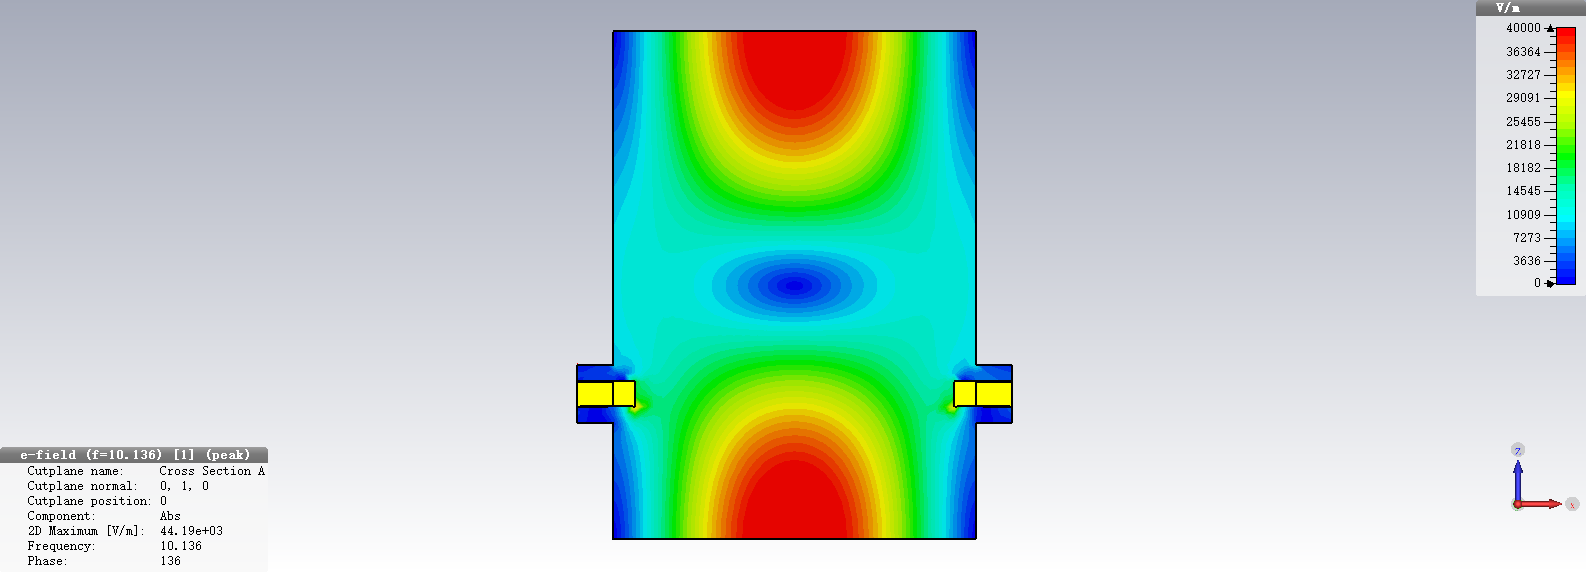 V/m
40000
36364
32727
29091
25455
21818
18182
14545
10909
7273
3636
0
e-field (f=10.136) [1] (peak)
Cutplane name: Cross Section A
Cutplane normal: 0, 1, 0
Cutplane position: 0
Component: Abs
2D Maximum [V/m]: 44.19e+03
Frequency: 10.136
Phase: 136
z
x